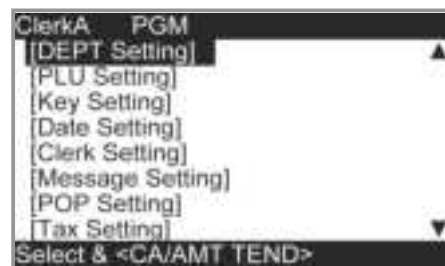 ClerkA PGM
[DEPT Setting]
[PLU Setting]
[Key Setting]
[Date Setting]
[Clerk Setting]
[Message Setting]
[POP Setting]
[Tax Setting]
Select & <CA/AMT TEND>